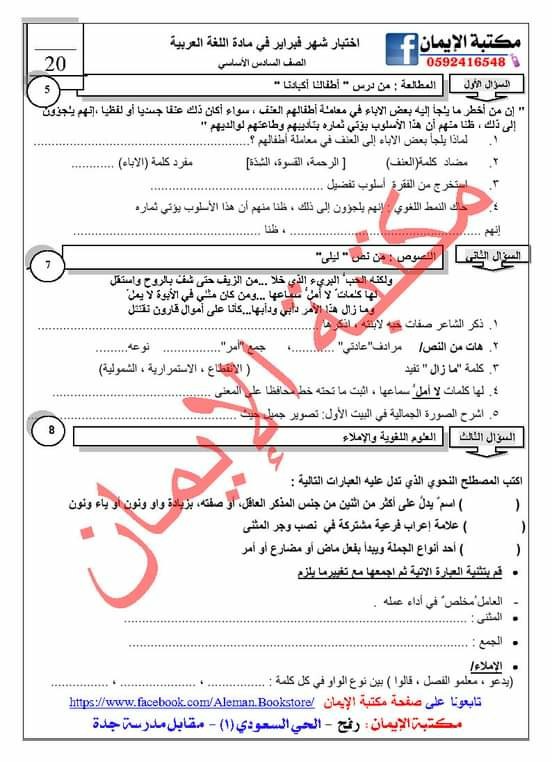 مكتبة الإيمان
0592416548
اختبار شهر فبراير في مادة اللغة العربية
الصف السادس الأساسي
20
السؤال الأول
المطالعة : من درس " أطفالنا أكبادنا "
5
" إن من أخطر ما يلجأ إليه بعض الاباء في معاملة أطفالهم العنف ، سواء أكان ذلك عنفا جسديا أو لفظيا ،إنهم يلجؤون
إلى ذلك ، ظنا منهم أن هذا الأسلوب يؤتي ثماره بتأديبهم وطاعتهم لوالديهم "
١. لماذا يلجأ بعض الاباء إلى العنف في معاملة أطفالهم ؟ ....................
٢. مضاد كلمة(العنف) [ الرحمة، القسوة، الشدّة] مفرد كلمة (الاباء) ............
٣. استخرج من الفقرة أسلوب تفضيل ....................
٤. حاك النمط اللغوي : إنهم يلجؤون إلى ذلك ، ظنا منهم أن هذا الأسلوب يؤتي ثماره
إنهم .................... ، ظنا ....................
السؤال الثاني
النصوص : من نص " ليلى"
7
ولكنه الحبُّ البريء الذي خلا ...من الزيف حتى شفّ بالروح واستقل
لها كلماتٌ لا أملُّ سماعها ...ومن كان مثلي في الأبوة لا يملّ
وما زال هذا الأمر دأبي ودأبها...كأنا على أموال قارون نقتتل
١. ذكر الشاعر صفات حبه لابنته ، اذكرها ....................
٢. هات من النص/ مرادف"عادتي" ............، جمع "أمر".......... نوعه..........
٣. كلمة "ما زال" تفيد ( الانقطاع ، الاستمرارية ، الشمولية)
٤. لها كلمات لا أملُّ سماعها ، اثبت ما تحته خط محافظا على المعنى ....................
٥. اشرح الصورة الجمالية في البيت الأول: تصوير جميل حيث ....................
السؤال الثالث
العلوم اللغوية والإملاء
8
اكتب المصطلح النحوي الذي تدل عليه العبارات التالية :
( ) اسمٌ يدلُّ على أكثر من اثنين من جنس المذكر العاقل، أو صفته، بزيادة واو ونون أو ياء ونون
( ) علامة إعراب فرعية مشتركة في نصب وجر المثنى
( ) أحد أنواع الجملة ويبدأ بفعل ماض أو مضارع أو أمر
• قم بتثنية العبارة الاتية ثم اجمعها مع تغيير ما يلزم
- العامل مُخلصٌ في أداء عمله .
- المثنى : ....................
- الجمع : ....................
• الإملاء/
(يدعو ، معلمو الفصل ، قالوا ) بين نوع الواو في كل كلمة : ....................
تابعونا على صفحة مكتبة الإيمان https://www.facebook.com/Aleman.Bookstore/
مكتبة الإيمان: رفح - الحي السعودي (١) - مقابل مدرسة جدة
مكتبة الإيمان